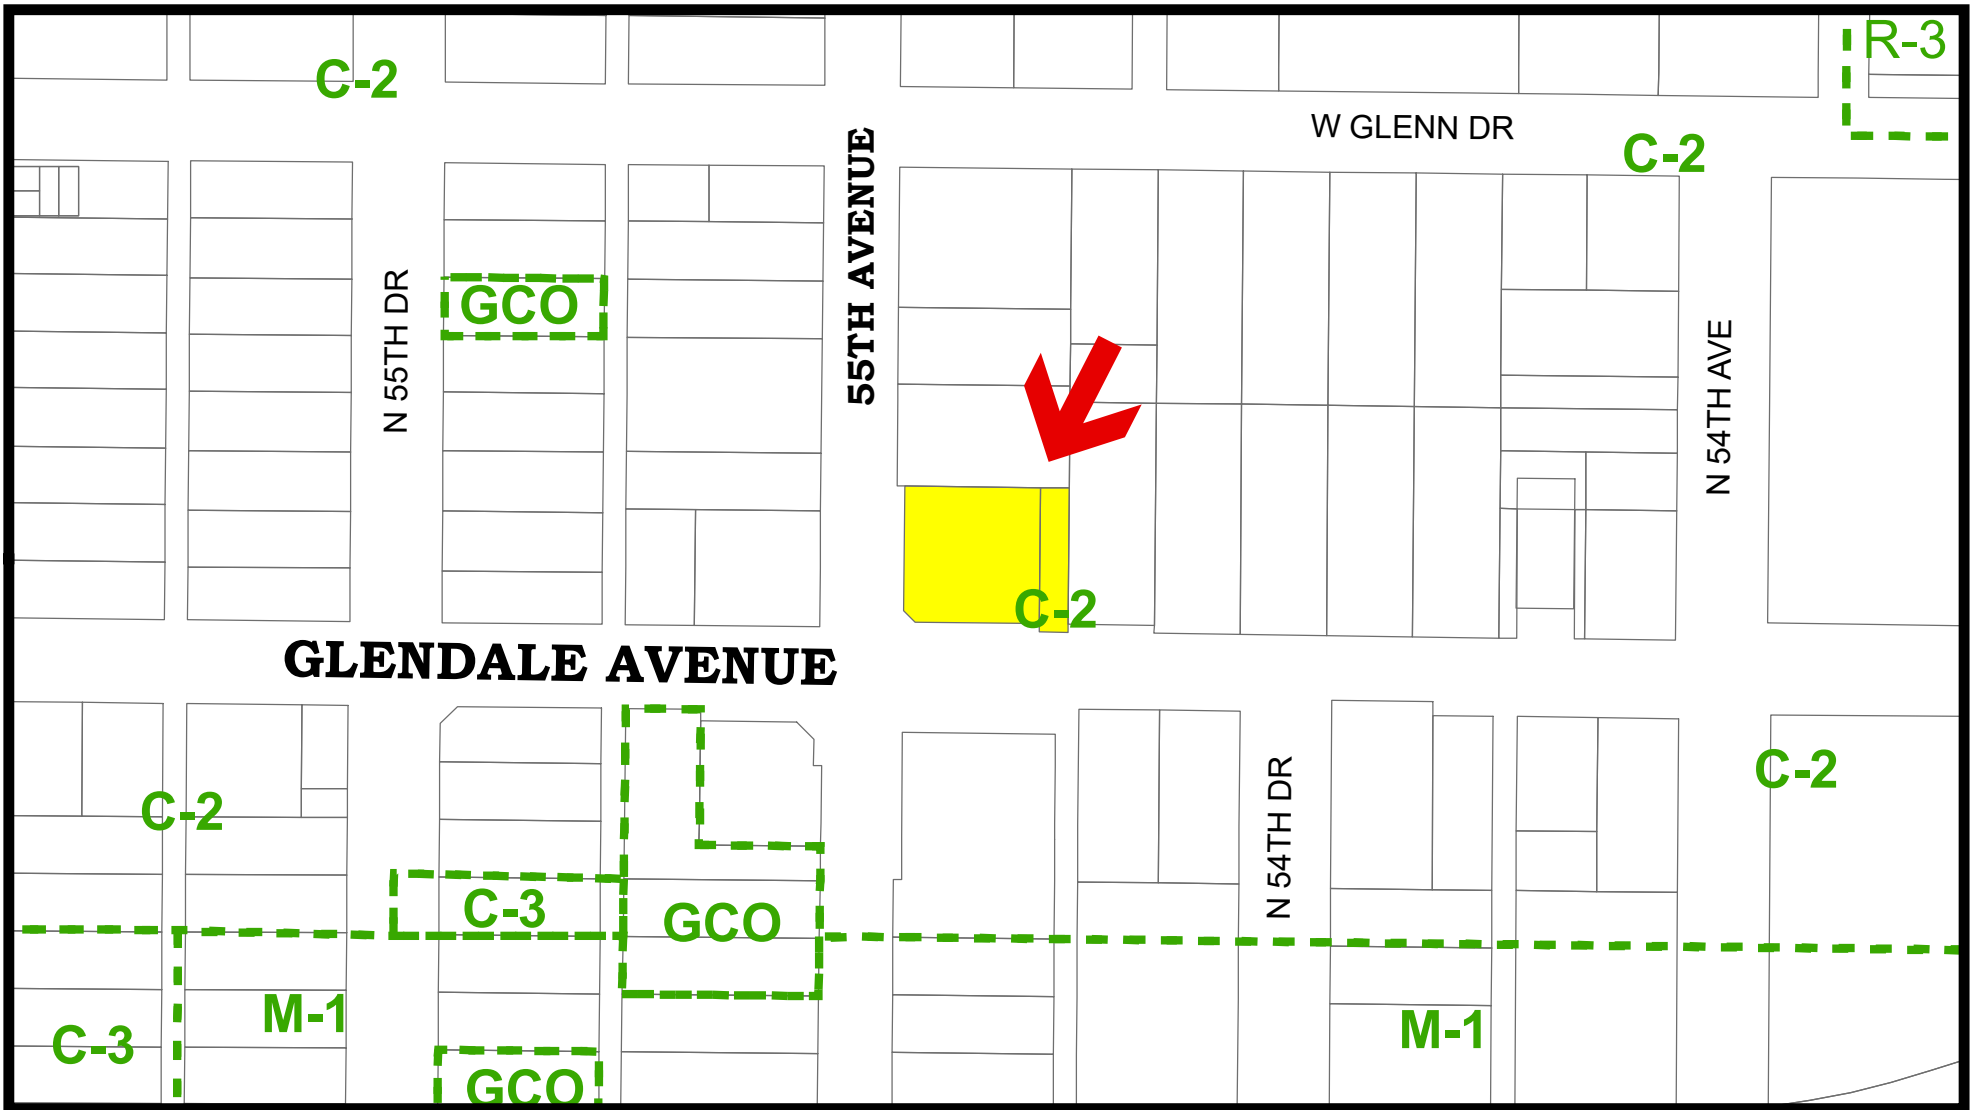 R-3
C-2
W GLENN DR
C-2
55TH AVENUE
N 55TH DR
GCO
N 54TH AVE
C-2
GLENDALE AVENUE
C-2
C-2
N 54TH DR
C-3
GCO
M-1
C-3
M-1
GCO